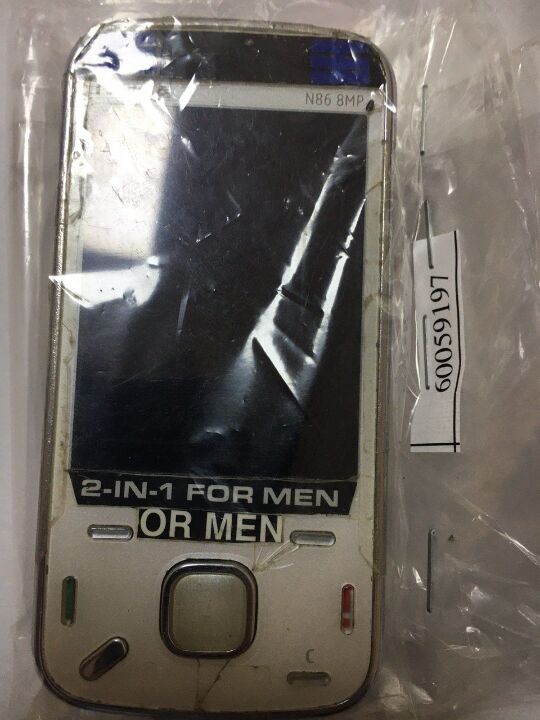 N86 8MP
60059197
2-IN-1 FOR MEN
OR MEN
C